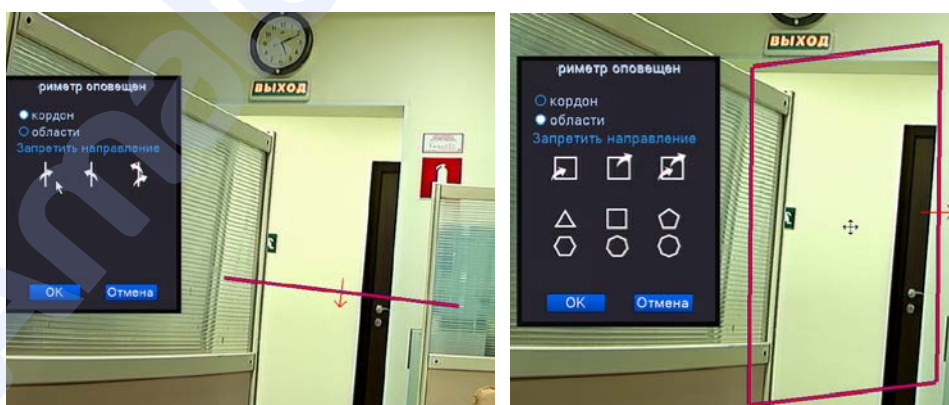 ВЫХОД
риметр оповещен
кордон
области
Запретить направление
OK
Отмена
ВЫХОД
риметр оповещен
кордон
области
Запретить направление
OK
Отмена